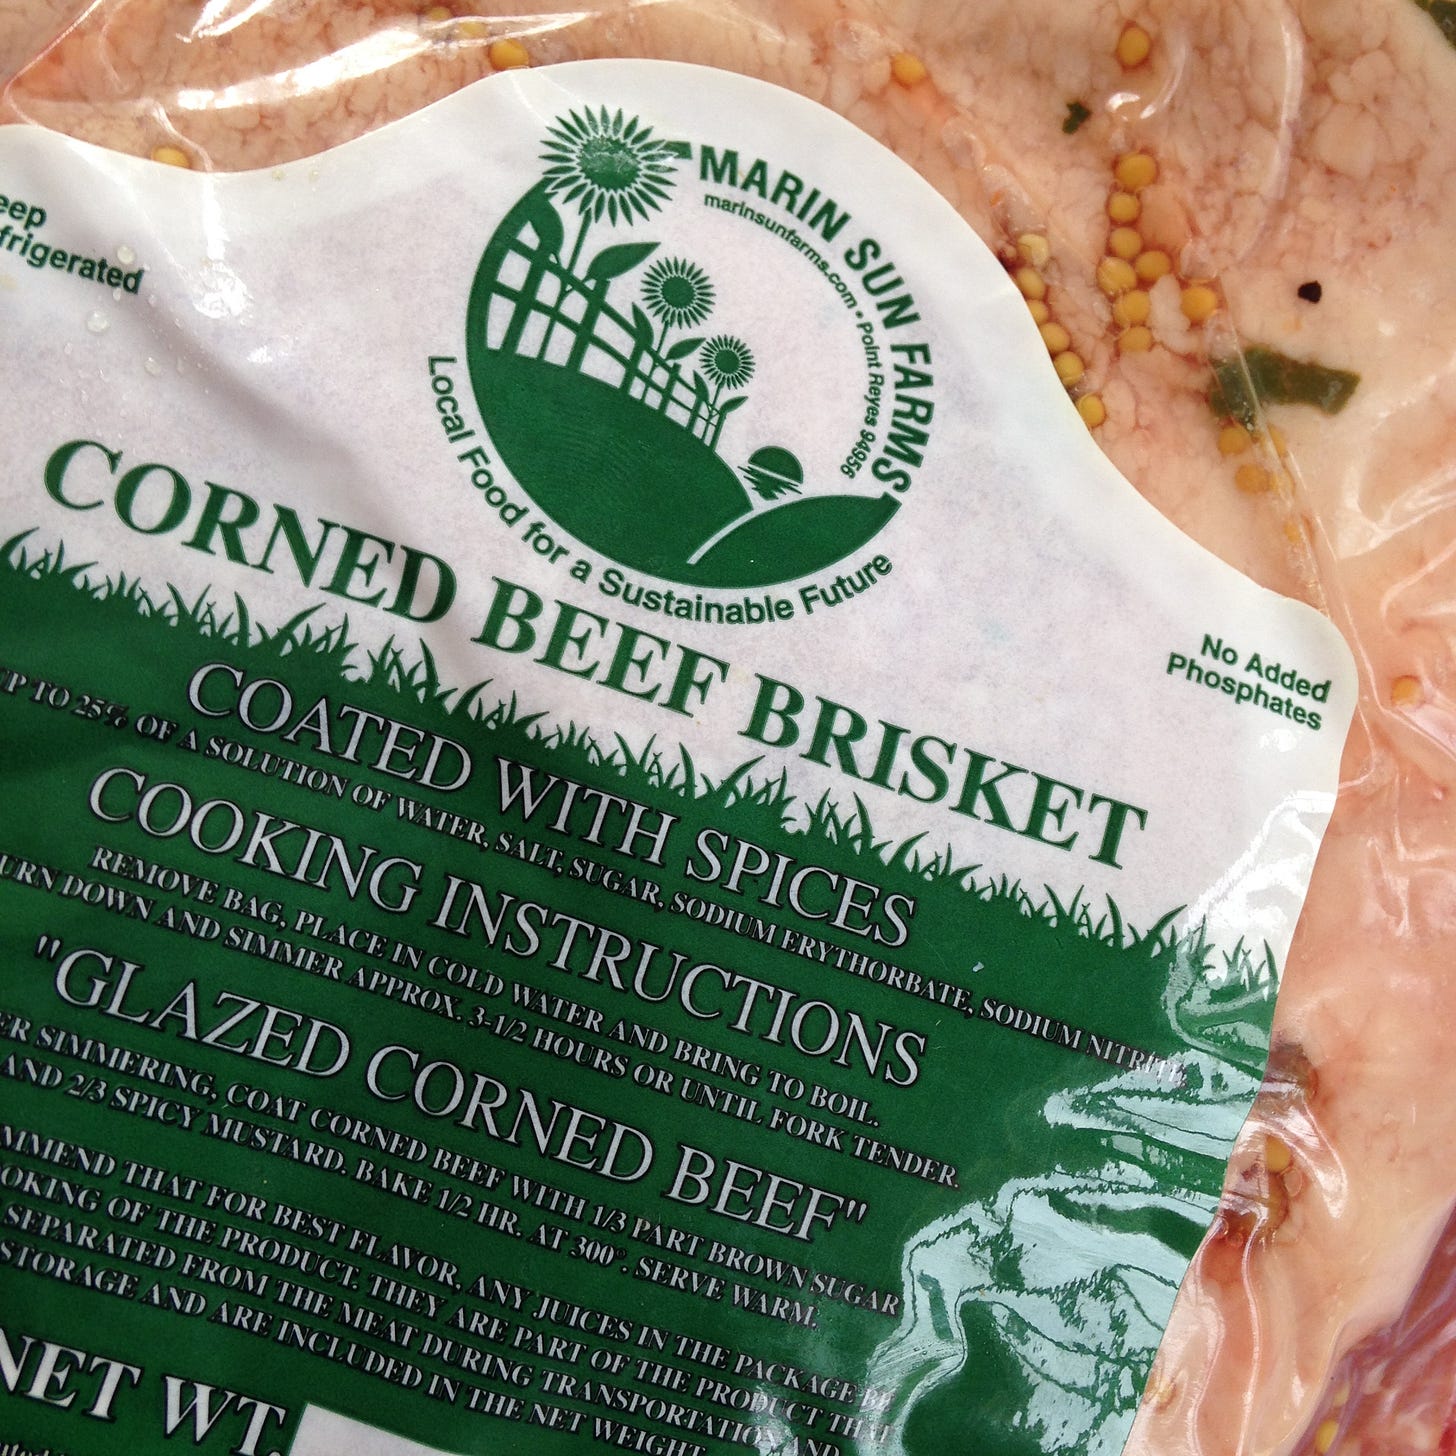 MARIN SUN FARMS
marinsunfarms.com • Point Reyes 94956
Local Food for a Sustainable Future
CORNED BEEF BRISKET
No Added
Phosphates
COATED WITH SPICES
UP TO 25% OF A SOLUTION OF WATER, SALT, SUGAR, SODIUM ERYTHORBATE, SODIUM NITRITE
COOKING INSTRUCTIONS
REMOVE BAG, PLACE IN COLD WATER AND BRING TO BOIL.
DOWN AND SIMMER APPROX. 3-1/2 HOURS OR UNTIL FORK TENDER.
"GLAZED CORNED BEEF"
SIMMERING, COAT CORNED BEEF WITH 1/3 PART BROWN SUGAR
AND 2/3 SPICY MUSTARD. BAKE 1/2 HR. AT 300°. SERVE WARM.
THAT FOR BEST FLAVOR, ANY JUICES IN THE PACKAGE BE
OF THE PRODUCT. THEY ARE PART OF THE PRODUCT THAT
SEPARATED FROM THE MEAT DURING TRANSPORTATION AND
STORAGE AND ARE INCLUDED IN THE NET WEIGHT.
NET WT.